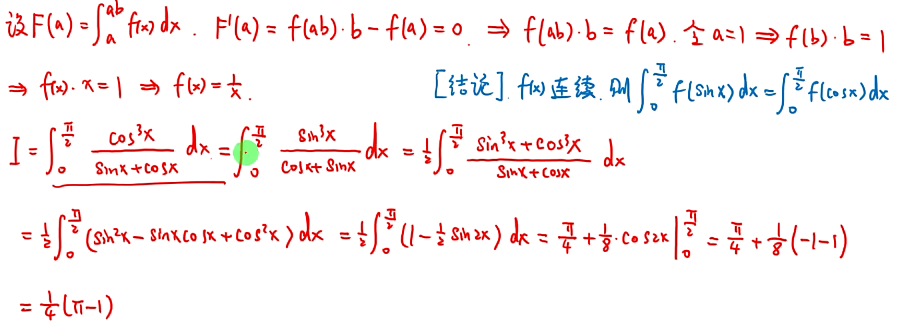 设F(a)=∫_a^{ab} f(x)dx. F'(a)=f(ab)·b-f(a)=0. ⇒ f(ab)·b=f(a). 令a=1 ⇒ f(b)·b=1
⇒ f(x)·x=1 ⇒ f(x)=1/x. [结论]. f(x)连续. 则∫_0^{π/2} f(sinx)dx=∫_0^{π/2} f(cosx)dx
I=∫_0^{π/2} cos³x/(sinx+cosx) dx=∫_0^{π/2} sin³x/(cosx+sinx) dx=1/2∫_0^{π/2} (sin³x+cos³x)/(sinx+cosx) dx
=1/2∫_0^{π/2}(sin²x-sinxcosx+cos²x)dx=1/2∫_0^{π/2}(1-1/2 sin2x)dx=π/4+1/8·cos2x|_0^{π/2}=π/4+1/8(-1-1)
=1/4(π-1)